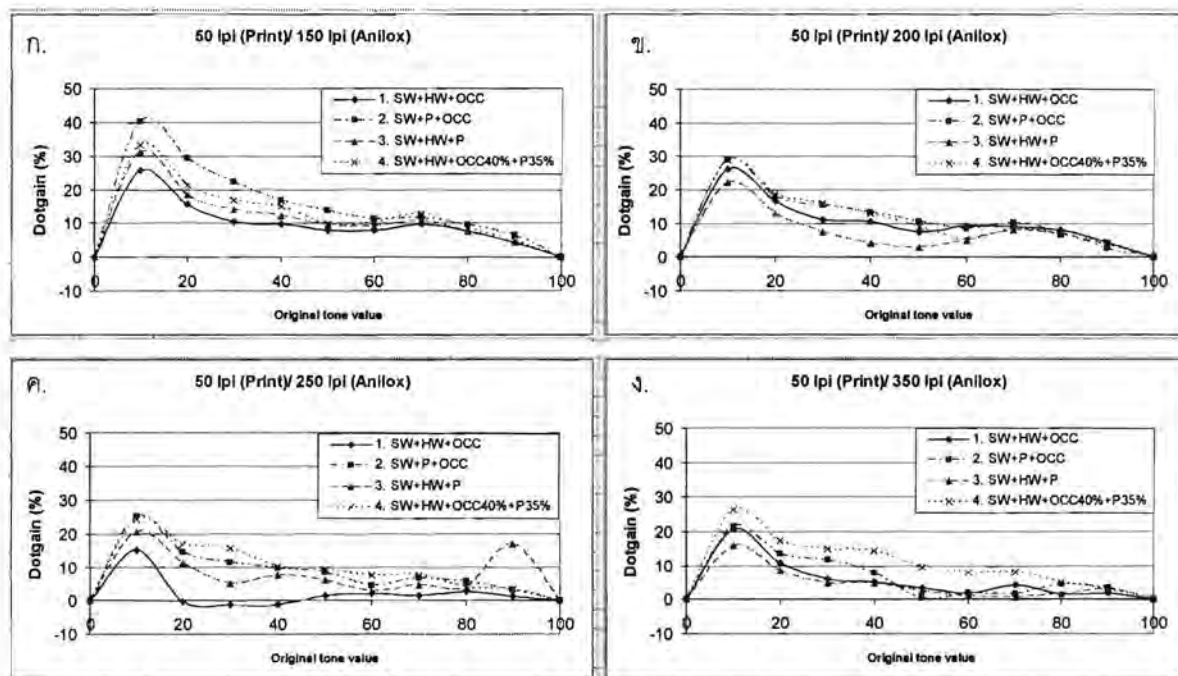 ก.
50 lpi (Print)/ 150 lpi (Anilox)
50
40
30
20
10
0
-10
Dotgain (%)
1. SW+HW+OCC
2. SW+P+OCC
3. SW+HW+P
4. SW+HW+OCC40%+P35%
0 20 40 60 80 100
Original tone value
ข.
50 lpi (Print)/ 200 lpi (Anilox)
50
40
30
20
10
0
-10
Dotgain (%)
1. SW+HW+OCC
2. SW+P+OCC
3. SW+HW+P
4. SW+HW+OCC40%+P35%
0 20 40 60 80 100
Original tone value
ค.
50 lpi (Print)/ 250 lpi (Anilox)
50
40
30
20
10
0
-10
Dotgain (%)
1. SW+HW+OCC
2. SW+P+OCC
3. SW+HW+P
4. SW+HW+OCC40%+P35%
0 20 40 60 80 100
Original tone value
ง.
50 lpi (Print)/ 350 lpi (Anilox)
50
40
30
20
10
0
-10
Dotgain (%)
1. SW+HW+OCC
2. SW+P+OCC
3. SW+HW+P
4. SW+HW+OCC40%+P35%
0 20 40 60 80 100
Original tone value